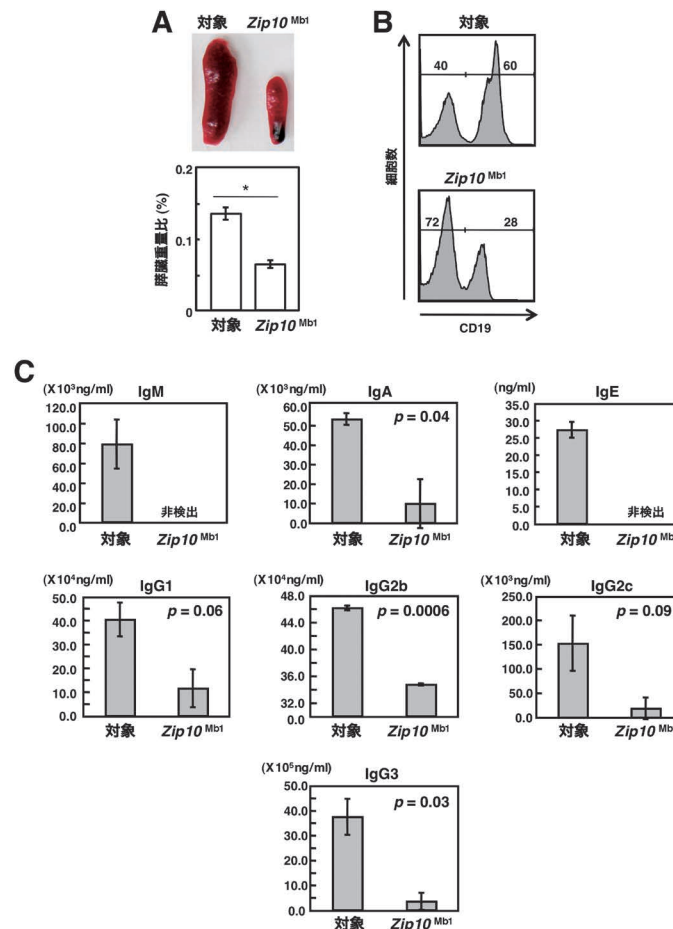 A
対象 Zip10 Mb1
膵臓重量比 (%)
0.2
0.1
0
*
対象 Zip10 Mb1
B
対象
40 60
Zip10 Mb1
72 28
細胞数
CD19
C
(X10³ng/ml) IgM
120.0
100.0
80.0
60.0
40.0
20.0
0.0
非検出
対象 Zip10 Mb1
(X10³ng/ml) IgA
60.0
50.0
40.0
30.0
20.0
10.0
0.0
p = 0.04
対象 Zip10 Mb1
(ng/ml) IgE
35.0
30.0
25.0
20.0
15.0
10.0
5.0
0.0
非検出
対象 Zip10 Mb1
(X10⁴ng/ml) IgG1
50.0
40.0
30.0
20.0
10.0
0.0
p = 0.06
対象 Zip10 Mb1
(X10⁴ng/ml) IgG2b
48.0
44.0
40.0
36.0
32.0
0.0
p = 0.0006
対象 Zip10 Mb1
(X10³ng/ml) IgG2c
250.0
200.0
150.0
100.0
50.0
0.0
p = 0.09
対象 Zip10 Mb1
(X10⁵ng/ml) IgG3
50.0
40.0
30.0
20.0
10.0
0.0
p = 0.03
対象 Zip10 Mb1